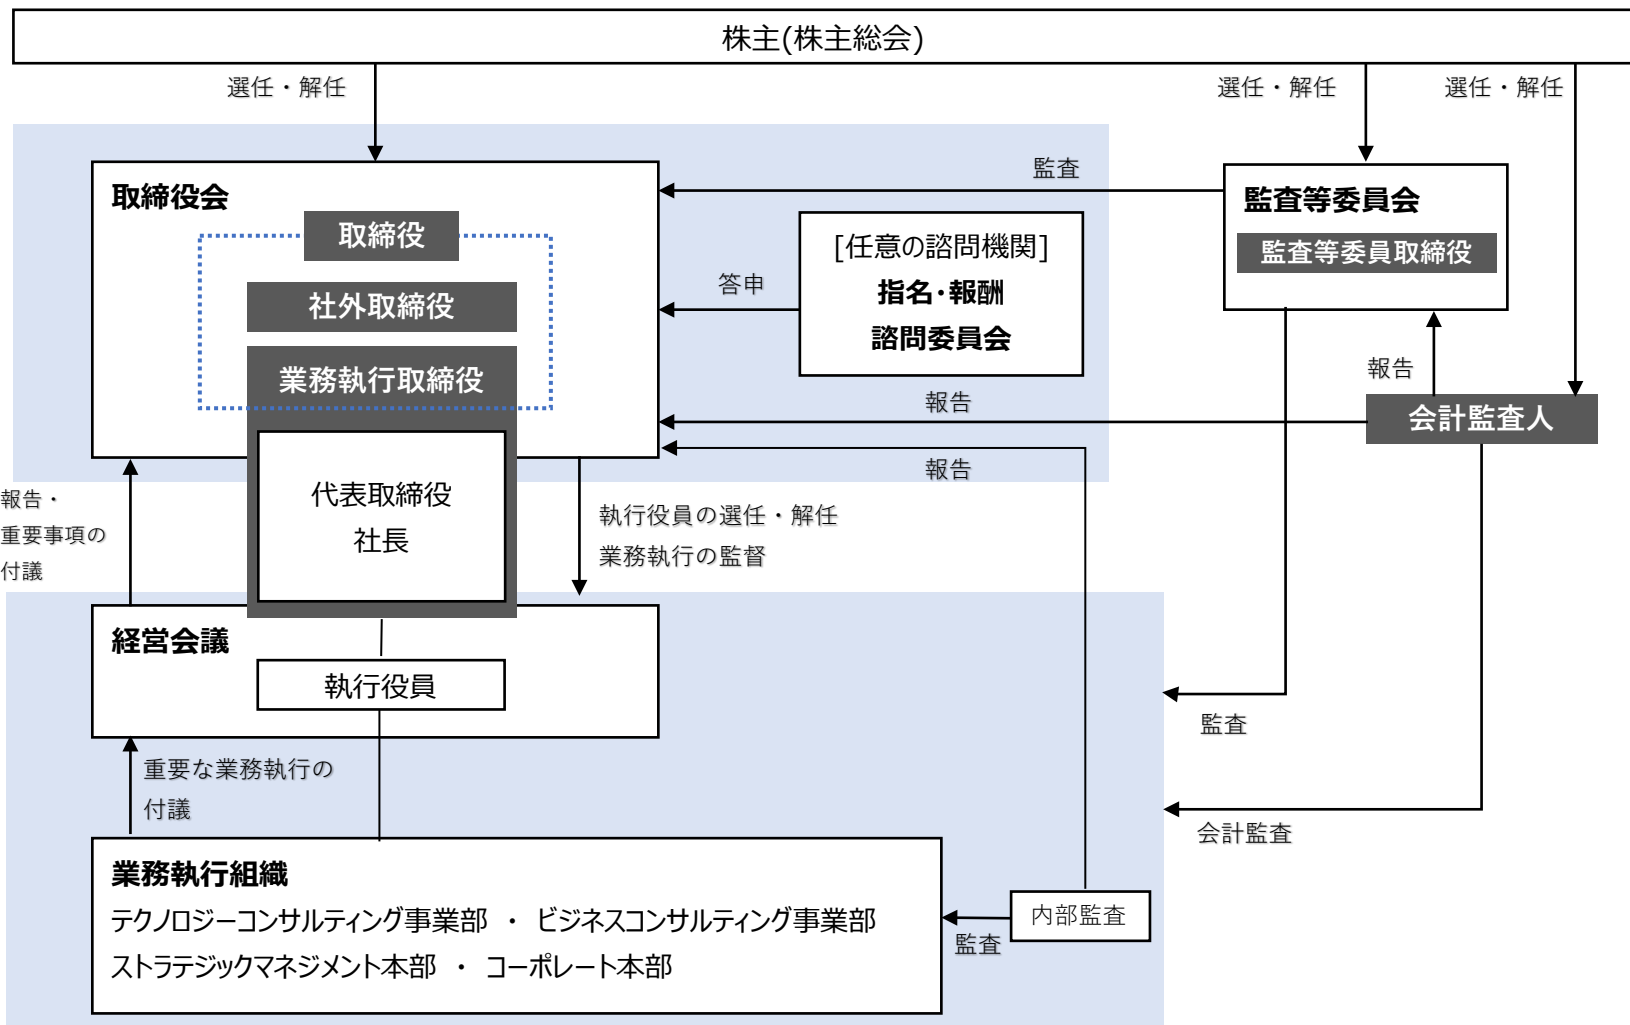 株主(株主総会)
選任・解任
選任・解任
選任・解任
取締役会
取締役
社外取締役
業務執行取締役
代表取締役
社長
監査
[任意の諮問機関]
指名・報酬
諮問委員会
答申
監査等委員会
監査等委員取締役
報告
報告
会計監査人
報告
報告・
重要事項の
付議
執行役員の選任・解任
業務執行の監督
経営会議
執行役員
監査
重要な業務執行の
付議
会計監査
業務執行組織
テクノロジーコンサルティング事業部 ・ ビジネスコンサルティング事業部
ストラテジックマネジメント本部 ・ コーポレート本部
監査
内部監査